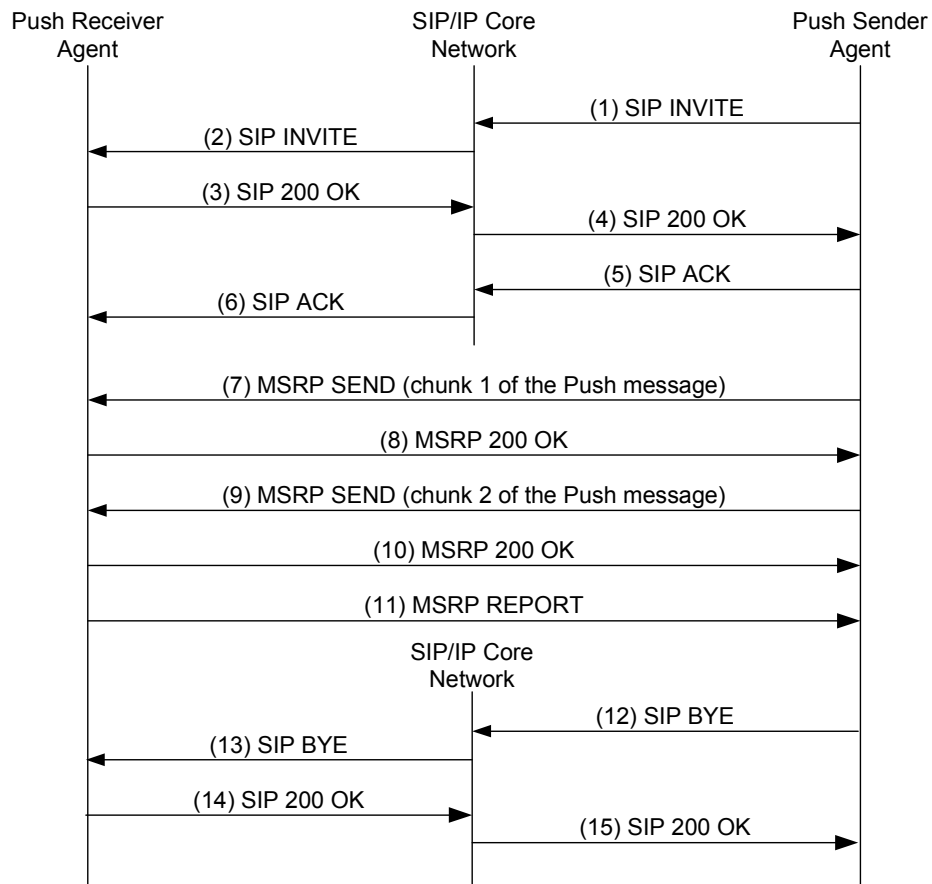 Push Receiver
Agent
SIP/IP Core
Network
Push Sender
Agent
(1) SIP INVITE
(2) SIP INVITE
(3) SIP 200 OK
(4) SIP 200 OK
(5) SIP ACK
(6) SIP ACK
(7) MSRP SEND (chunk 1 of the Push message)
(8) MSRP 200 OK
(9) MSRP SEND (chunk 2 of the Push message)
(10) MSRP 200 OK
(11) MSRP REPORT
SIP/IP Core
Network
(12) SIP BYE
(13) SIP BYE
(14) SIP 200 OK
(15) SIP 200 OK